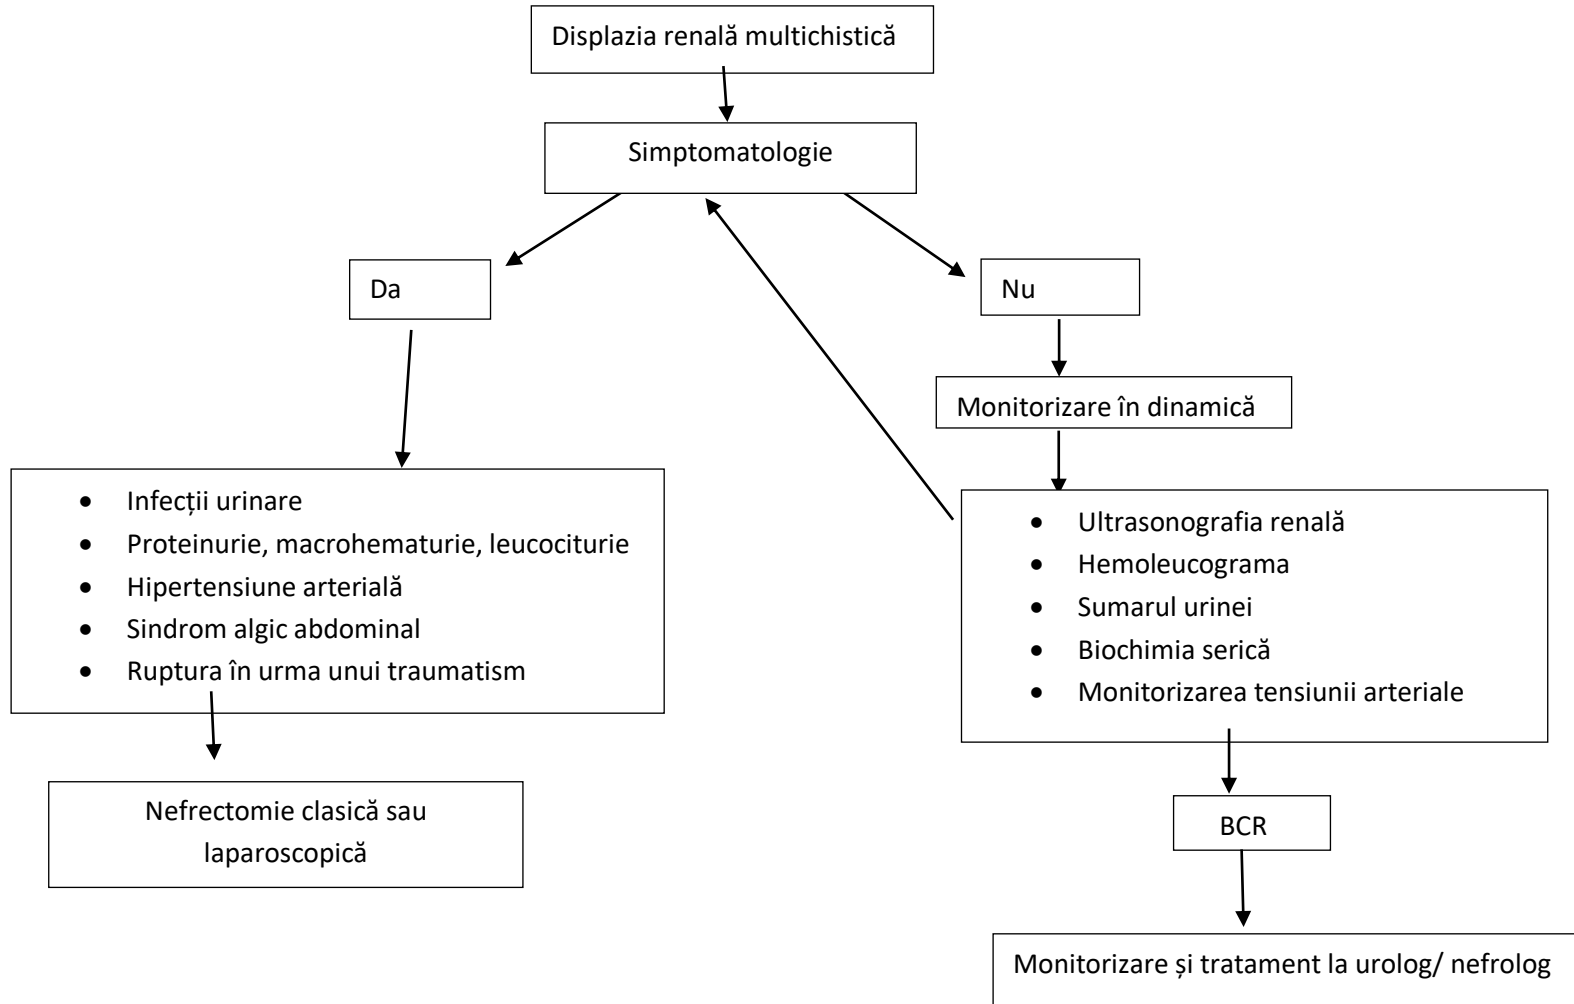 Displazia renală multichistică
Simptomatologie
Da
Nu
Monitorizare în dinamică
• Infecții urinare
• Proteinurie, macrohematurie, leucociturie
• Hipertensiune arterială
• Sindrom algic abdominal
• Ruptura în urma unui traumatism
• Ultrasonografia renală
• Hemoleucograma
• Sumarul urinei
• Biochimia serică
• Monitorizarea tensiunii arteriale
Nefrectomie clasică sau
laparoscopică
BCR
Monitorizare și tratament la urolog/ nefrolog